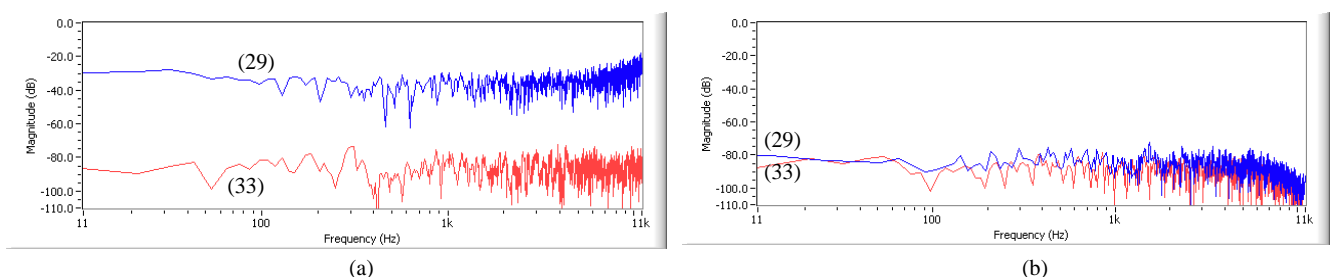 0.0
-20.0
-40.0
-60.0
-80.0
-100.0
-110.0
Magnitude (dB)
(29)
(33)
11
100
1k
11k
Frequency (Hz)
(a)
0.0
-20.0
-40.0
-60.0
-80.0
-100.0
-110.0
Magnitude (dB)
(29)
(33)
11
100
1k
11k
Frequency (Hz)
(b)